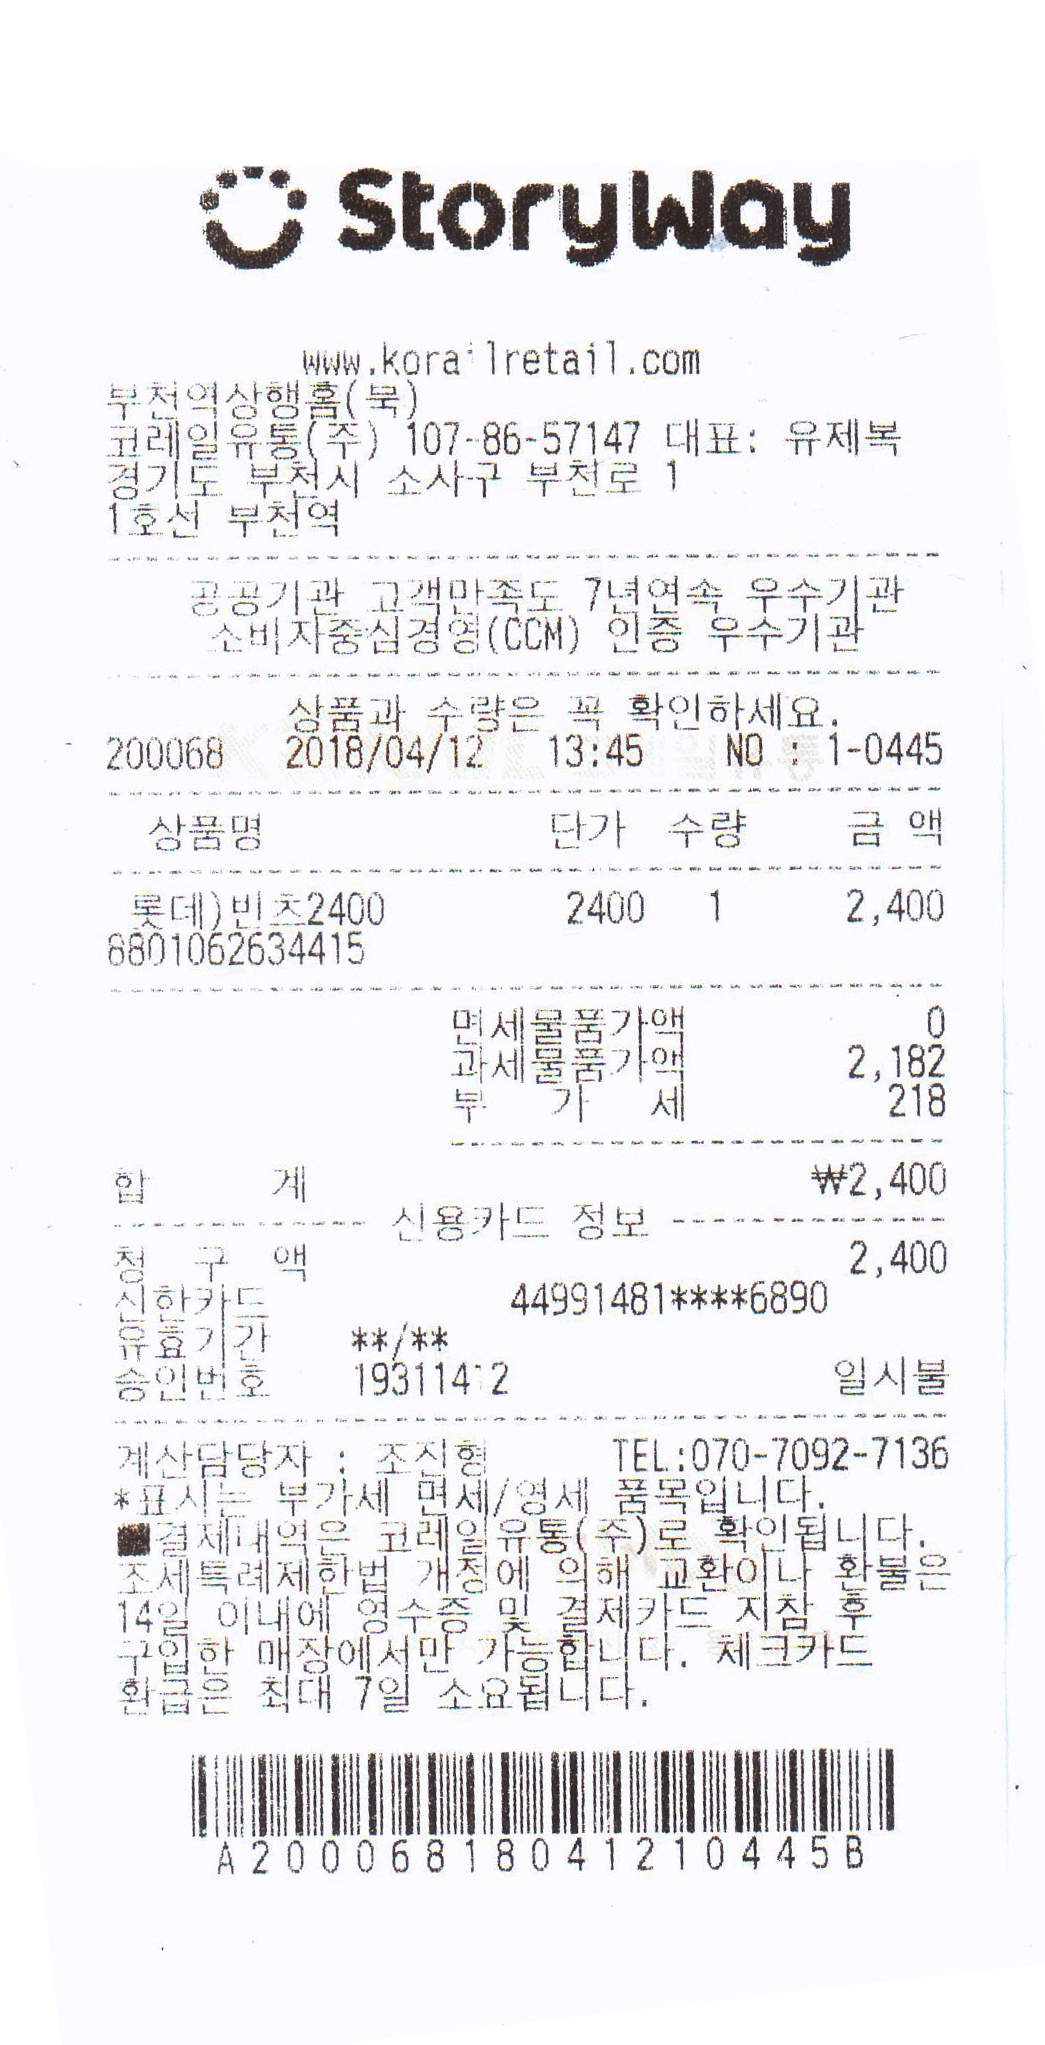 StoryWay
www.korailretail.com
부천역상행홈(북)
코레일유통(주) 107-86-57147 대표: 유제복
경기도 부천시 소사구 부천로 1
1호선 부천역
공공기관 고객만족도 7년연속 우수기관
소비자중심경영(CCM) 인증 우수기관
상품과 수량은 꼭 확인하세요.
200068 2018/04/12 13:45 NO : 1-0445
상품명 단가 수량 금 액
롯데)빈츠2400 2400 1 2,400
8801062634415
면세물품가액 0
과세물품가액 2,182
부 가 세 218
합 계 ₩2,400
신용카드 정보
청 구 액 2,400
신한카드 44991481****6890
유효기간 **/**
승인번호 일시불
계산담당자 : 조진형 TEL:070-7092-7136
*표시는 부가세 면세/영세 품목입니다.
■결제내역은 코레일유통(주)로 확인됩니다.
조세특례제한법 개정에 의해 교환이나 환불은
14일 이내에 영수증 및 결제카드 지참 후
구입한 매장에서만 가능합니다. 체크카드
환급은 최대 7일 소요됩니다.
A20006818041210445B